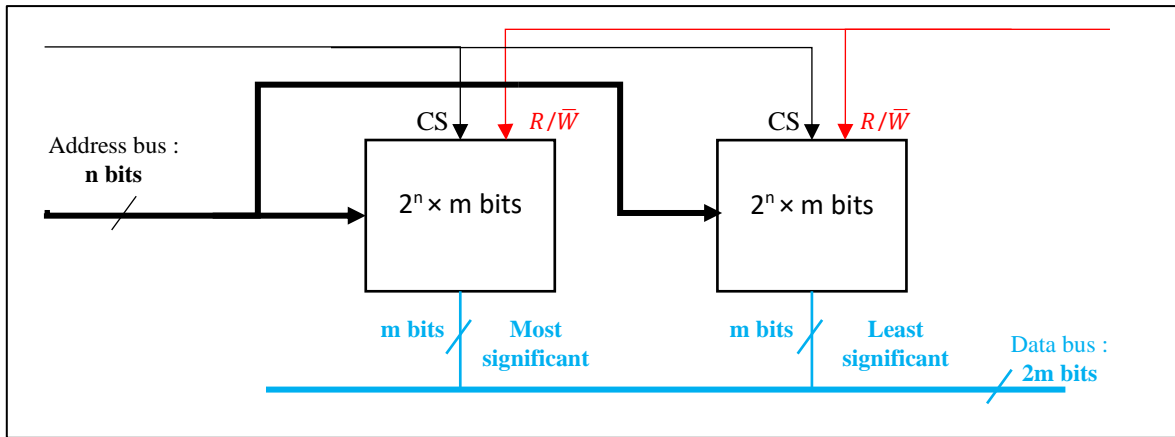 CS R/W̅ CS R/W̅
Address bus :
n bits
2ⁿ × m bits 2ⁿ × m bits
m bits Most significant m bits Least significant
Data bus :
2m bits